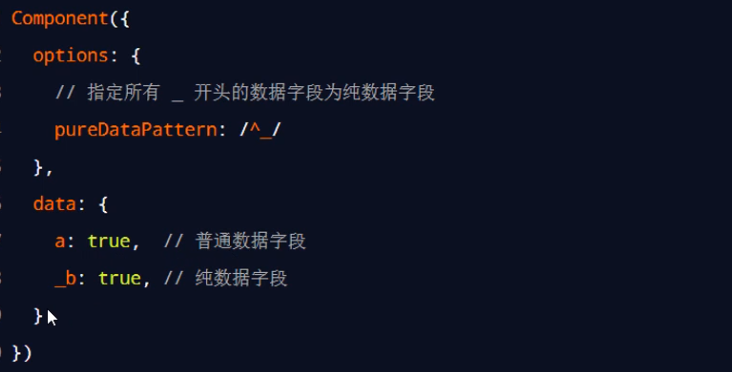 Component({
options: {
// 指定所有 _ 开头的数据字段为纯数据字段
pureDataPattern: /^_/
},
data: {
a: true, // 普通数据字段
_b: true, // 纯数据字段
}
})